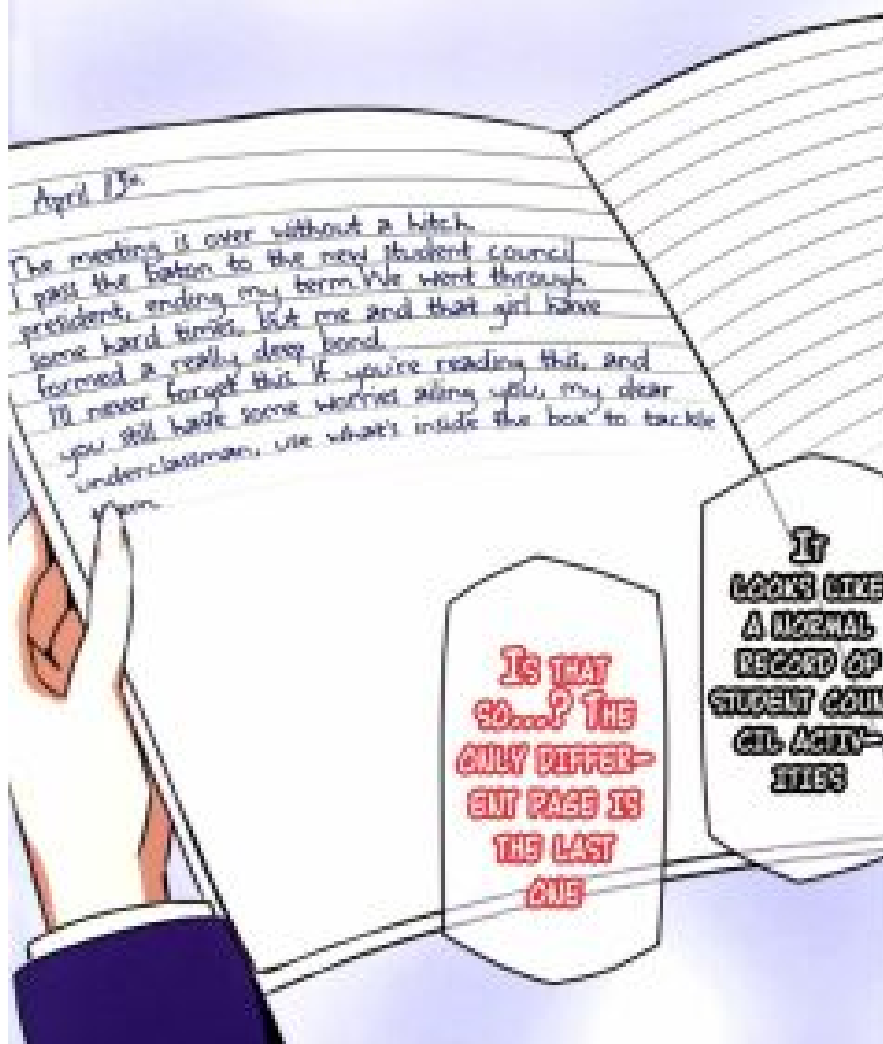 April 13th
The meeting is over without a hitch.
I pass the baton to the new student council
president, ending my term. We went through
some hard times, but me and that girl have
formed a really deep bond.
I'll never forget this. If you're reading this, and
you still have some worries ailing you, my dear
underclassman, use what's inside the box to tackle
them.
IT
LOOKS LIKE
A NORMAL
RECORD OF
STUDENT COUN
CIL ACTIV-
ITIES
IS THAT
SO...? THE
ONLY DIFFER-
ENT PAGE IS
THE LAST
ONE